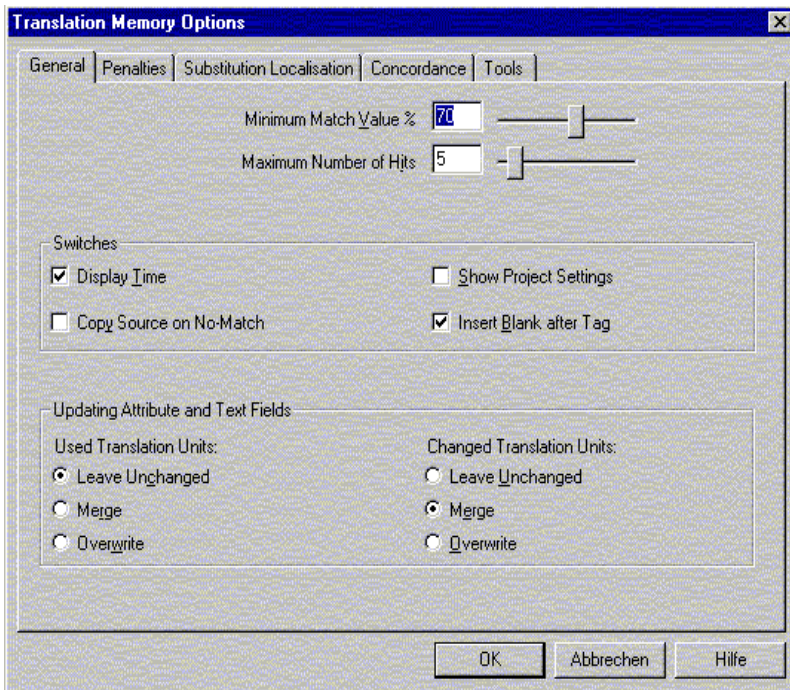 Translation Memory Options
General Penalties Substitution Localisation Concordance Tools
Minimum Match Value % 70
Maximum Number of Hits 5
Switches
Display Time Show Project Settings
Copy Source on No-Match Insert Blank after Tag
Updating Attribute and Text Fields
Used Translation Units: Changed Translation Units:
Leave Unchanged Leave Unchanged
Merge Merge
Overwrite Overwrite
OK Abbrechen Hilfe